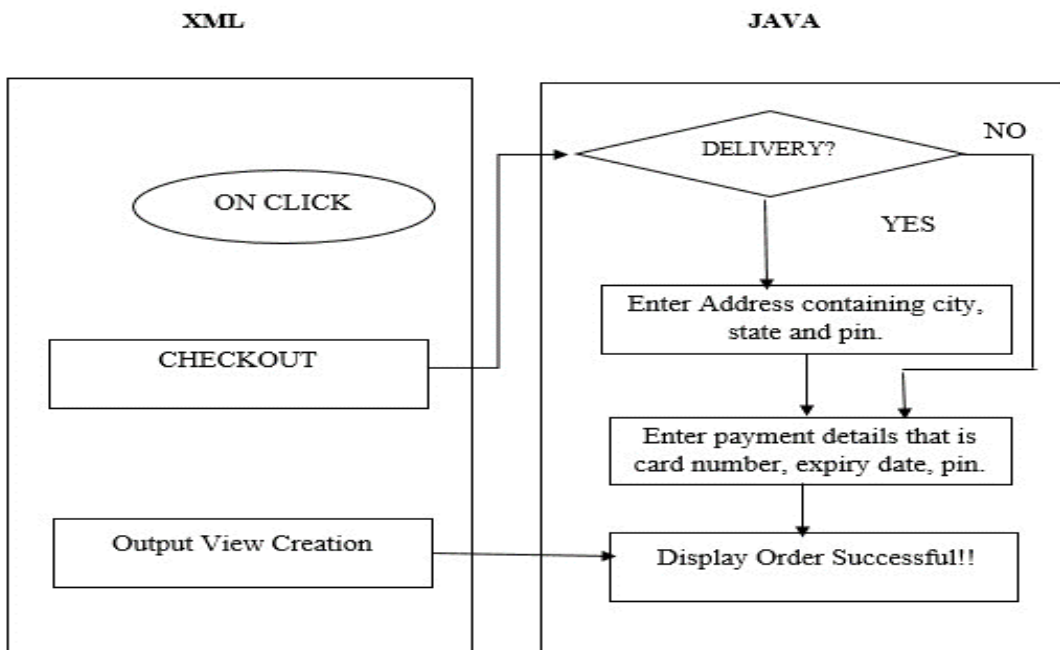 XML
JAVA
ON CLICK
CHECKOUT
Output View Creation
DELIVERY?
NO
YES
Enter Address containing city,
state and pin.
Enter payment details that is
card number, expiry date, pin.
Display Order Successful!!